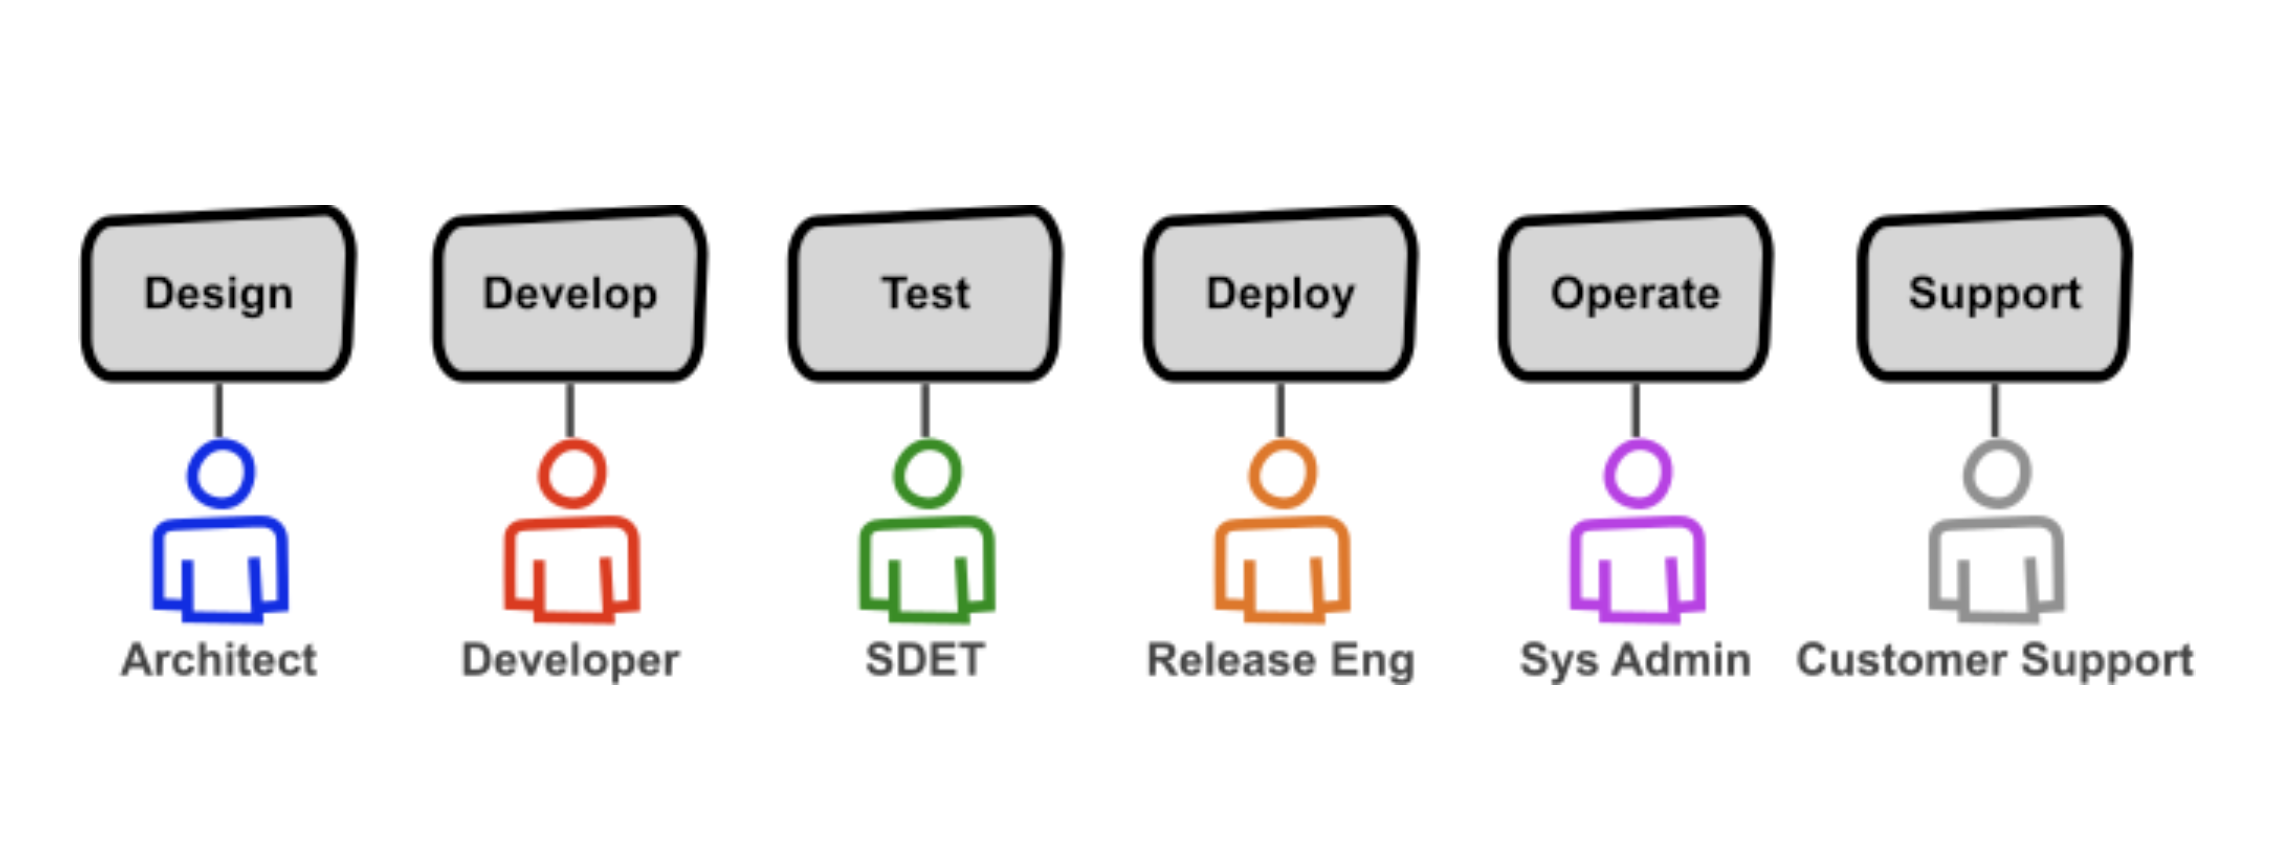 Design
Develop
Test
Deploy
Operate
Support
Architect
Developer
SDET
Release Eng
Sys Admin
Customer Support